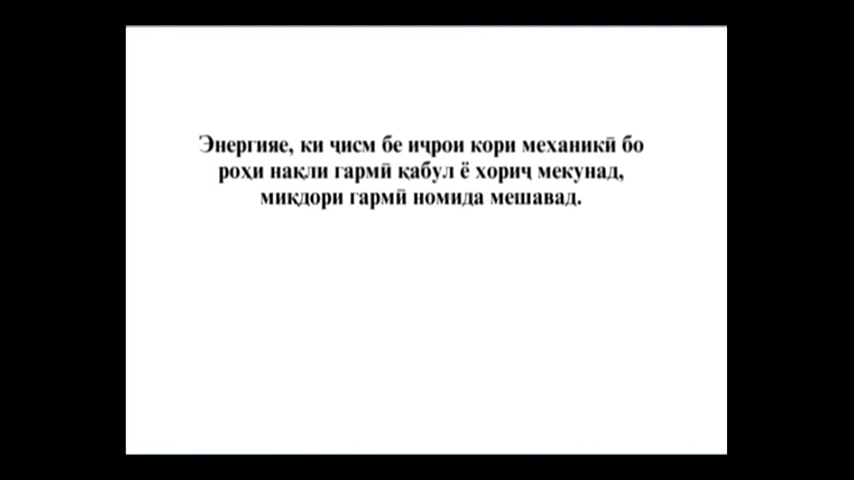 Энергияе, ки ҷисм бе иҷрои кори механикӣ бо
роҳи нақли гармӣ қабул ё хориҷ мекунад,
миқдори гармӣ номида мешавад.